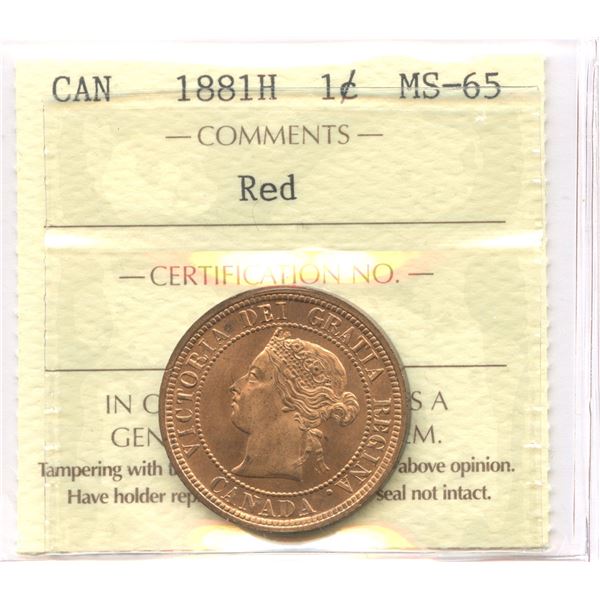 CAN 1881H 1¢ MS-65
— COMMENTS —
Red
— CERTIFICATION NO. —
VICTORIA DEI GRATIA REGINA
CANADA
IN S A
GEN M.
Tampering with above opinion.
Have holder seal not intact.